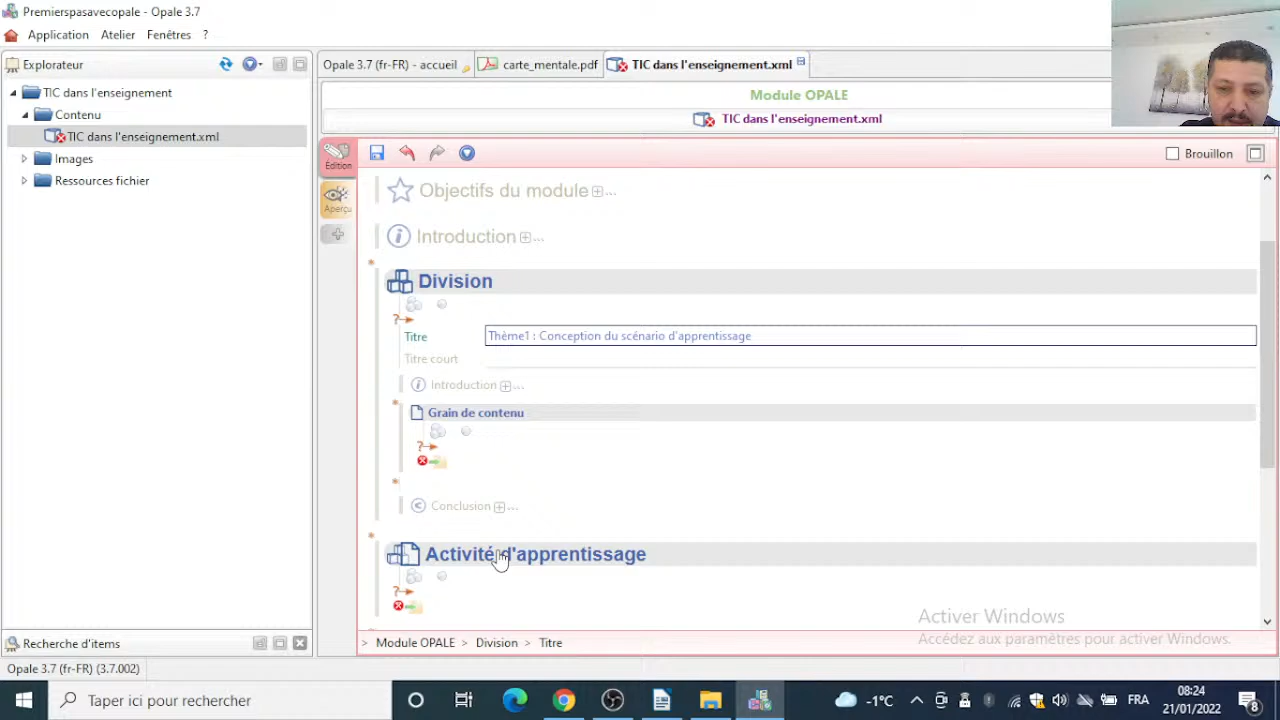 Premierspasavecopale - Opale 3.7
Application Atelier Fenêtres ?
Explorateur
TIC dans l'enseignement
Contenu
TIC dans l'enseignement.xml
Images
Ressources fichier
Opale 3.7 (fr-FR) - accueil carte_mentale.pdf TIC dans l'enseignement.xml
Module OPALE
TIC dans l'enseignement.xml
Edition
Aperçu
Brouillon
Objectifs du module ...
Introduction ...
Division
Titre Thème1 : Conception du scénario d'apprentissage
Titre court
Introduction ...
Grain de contenu
Conclusion ...
Activité d'apprentissage
Activer Windows
Accédez aux paramètres pour activer Windows.
Recherche d'items
> Module OPALE > Division > Titre
Opale 3.7 (fr-FR) (3.7.002)
Taper ici pour rechercher
-1°C
FRA
08:24
21/01/2022
8